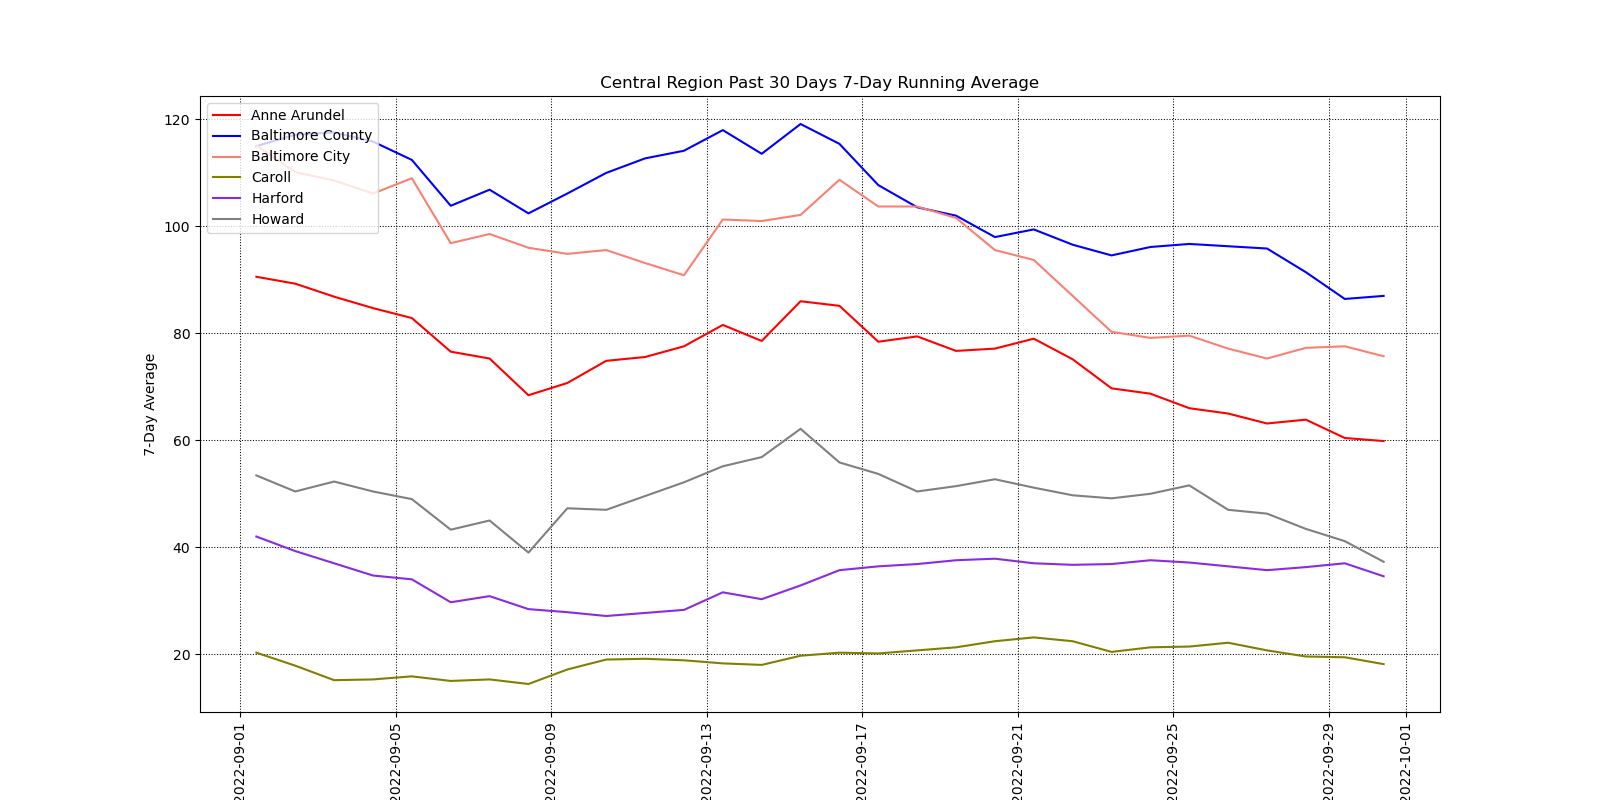 Central Region Past 30 Days 7-Day Running Average
Anne Arundel
Baltimore County
Baltimore City
Caroll
Harford
Howard
120
100
80
60
40
20
7-Day Average
2022-09-01
2022-09-05
2022-09-09
2022-09-13
2022-09-17
2022-09-21
2022-09-25
2022-09-29
2022-10-01